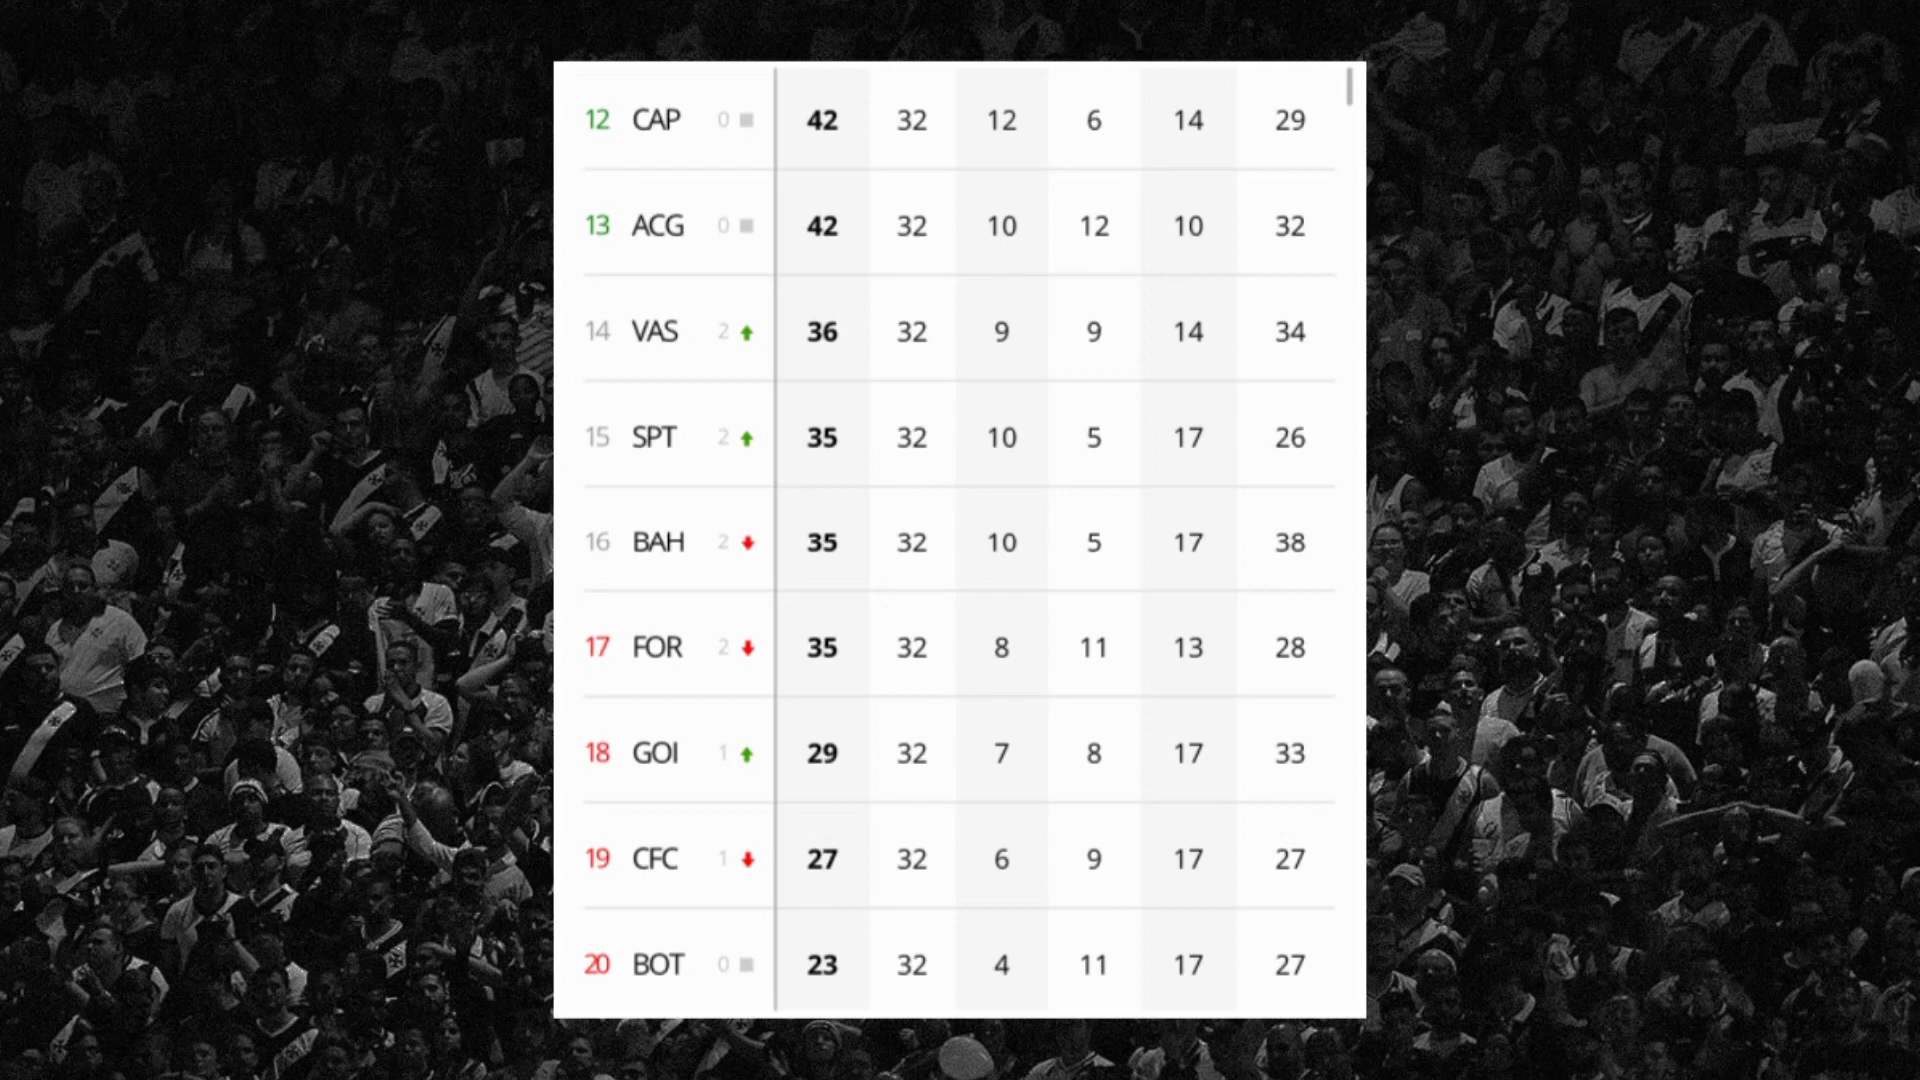 12 CAP 0 42 32 12 6 14 29
13 ACG 0 42 32 10 12 10 32
14 VAS 2 36 32 9 9 14 34
15 SPT 2 35 32 10 5 17 26
16 BAH 2 35 32 10 5 17 38
17 FOR 2 35 32 8 11 13 28
18 GOI 1 29 32 7 8 17 33
19 CFC 1 27 32 6 9 17 27
20 BOT 0 23 32 4 11 17 27